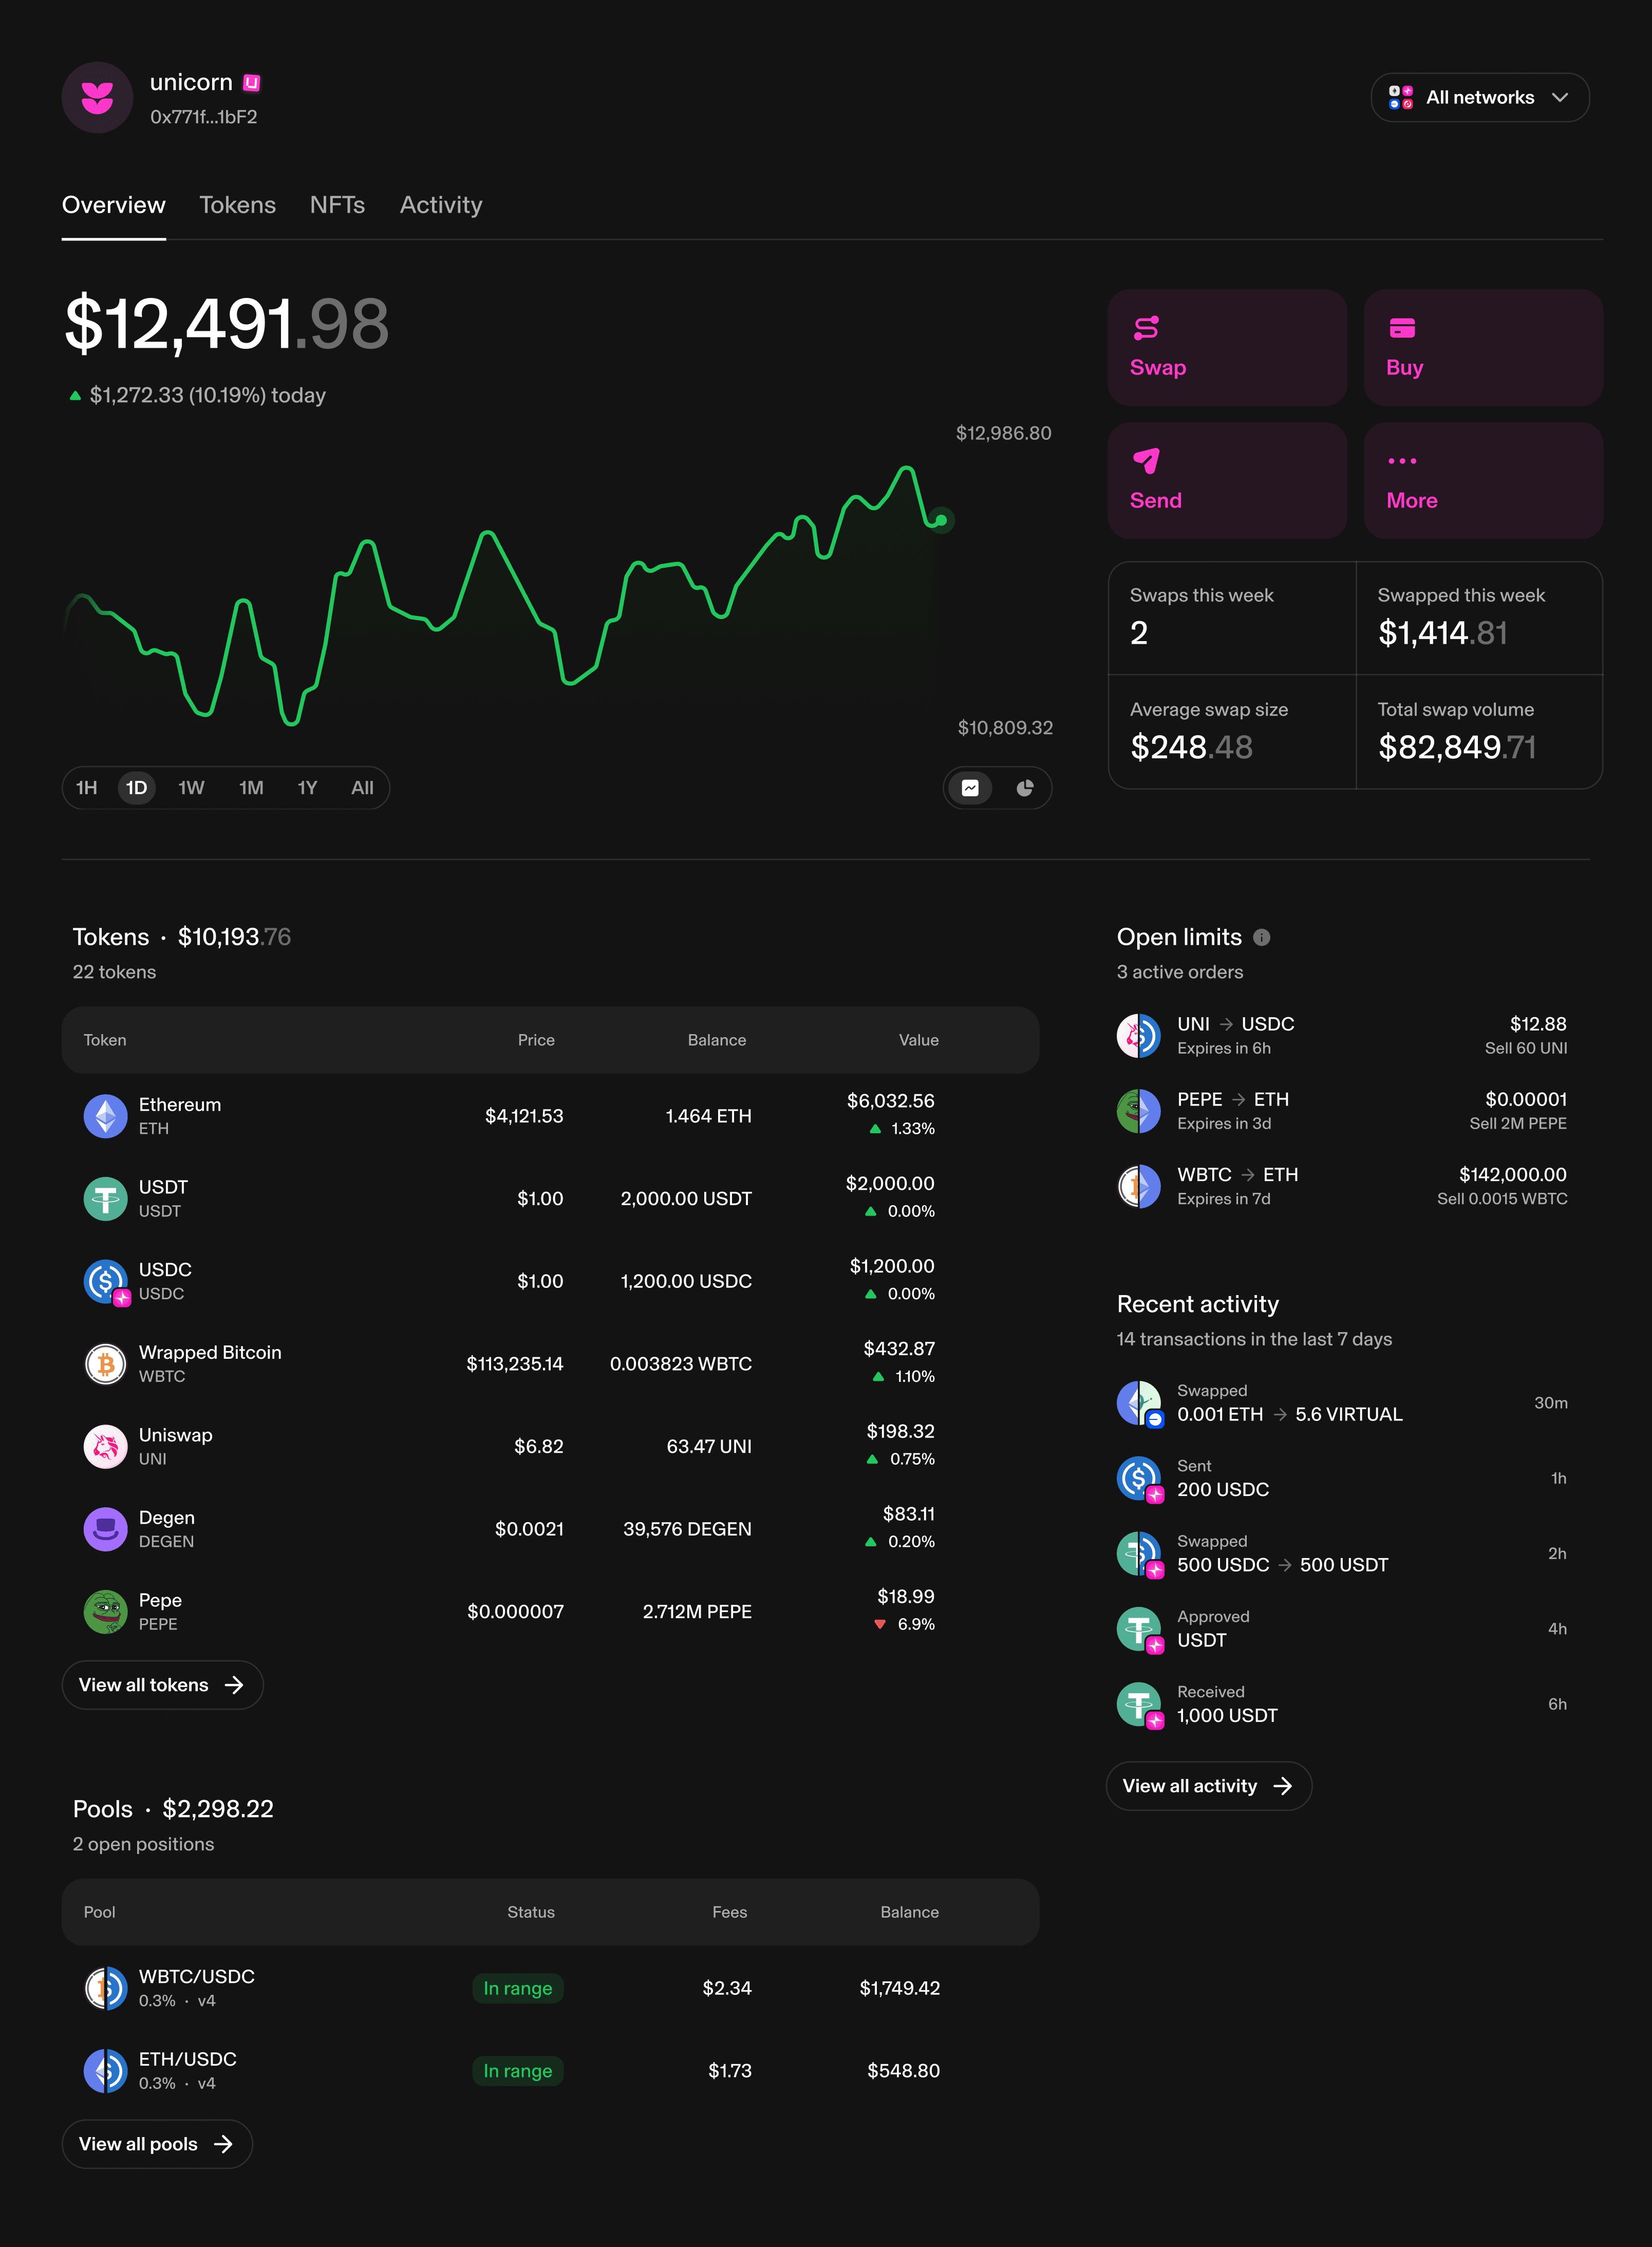 unicorn
0x771f...1bF2
All networks
Overview Tokens NFTs Activity
$12,491.98
$1,272.33 (10.19%) today
$12,986.80
$10,809.32
1H 1D 1W 1M 1Y All
Swap
Buy
Send
More
Swaps this week
2
Swapped this week
$1,414.81
Average swap size
$248.48
Total swap volume
$82,849.71
Tokens · $10,193.76
22 tokens
Token Price Balance Value
Ethereum
ETH
$4,121.53
1.464 ETH
$6,032.56
1.33%
USDT
USDT
$1.00
2,000.00 USDT
$2,000.00
0.00%
USDC
USDC
$1.00
1,200.00 USDC
$1,200.00
0.00%
Wrapped Bitcoin
WBTC
$113,235.14
0.003823 WBTC
$432.87
1.10%
Uniswap
UNI
$6.82
63.47 UNI
$198.32
0.75%
Degen
DEGEN
$0.0021
39,576 DEGEN
$83.11
0.20%
Pepe
PEPE
$0.000007
2.712M PEPE
$18.99
6.9%
View all tokens →
Pools · $2,298.22
2 open positions
Pool Status Fees Balance
WBTC/USDC
0.3% · v4
In range
$2.34
$1,749.42
ETH/USDC
0.3% · v4
In range
$1.73
$548.80
View all pools →
Open limits
3 active orders
UNI → USDC
Expires in 6h
$12.88
Sell 60 UNI
PEPE → ETH
Expires in 3d
$0.00001
Sell 2M PEPE
WBTC → ETH
Expires in 7d
$142,000.00
Sell 0.0015 WBTC
Recent activity
14 transactions in the last 7 days
Swapped
0.001 ETH → 5.6 VIRTUAL
30m
Sent
200 USDC
1h
Swapped
500 USDC → 500 USDT
2h
Approved
USDT
4h
Received
1,000 USDT
6h
View all activity →